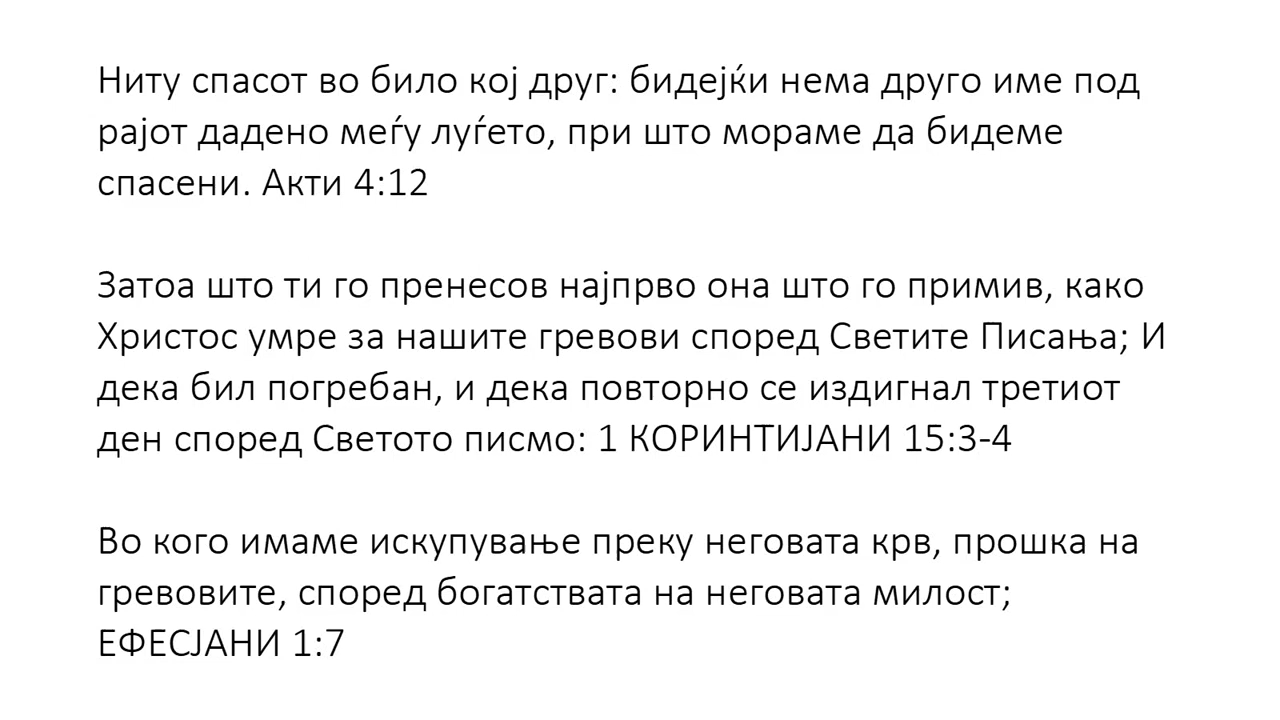 Ниту спасот во било кој друг: бидејќи нема друго име под
рајот дадено меѓу луѓето, при што мораме да бидеме
спасени. Акти 4:12
Затоа што ти го пренесов најпрво она што го примив, како
Христос умре за нашите гревови според Светите Писања; И
дека бил погребан, и дека повторно се издигнал третиот
ден според Светото писмо: 1 КОРИНТИЈАНИ 15:3-4
Во кого имаме искупување преку неговата крв, прошка на
гревовите, според богатствата на неговата милост;
ЕФЕСЈАНИ 1:7